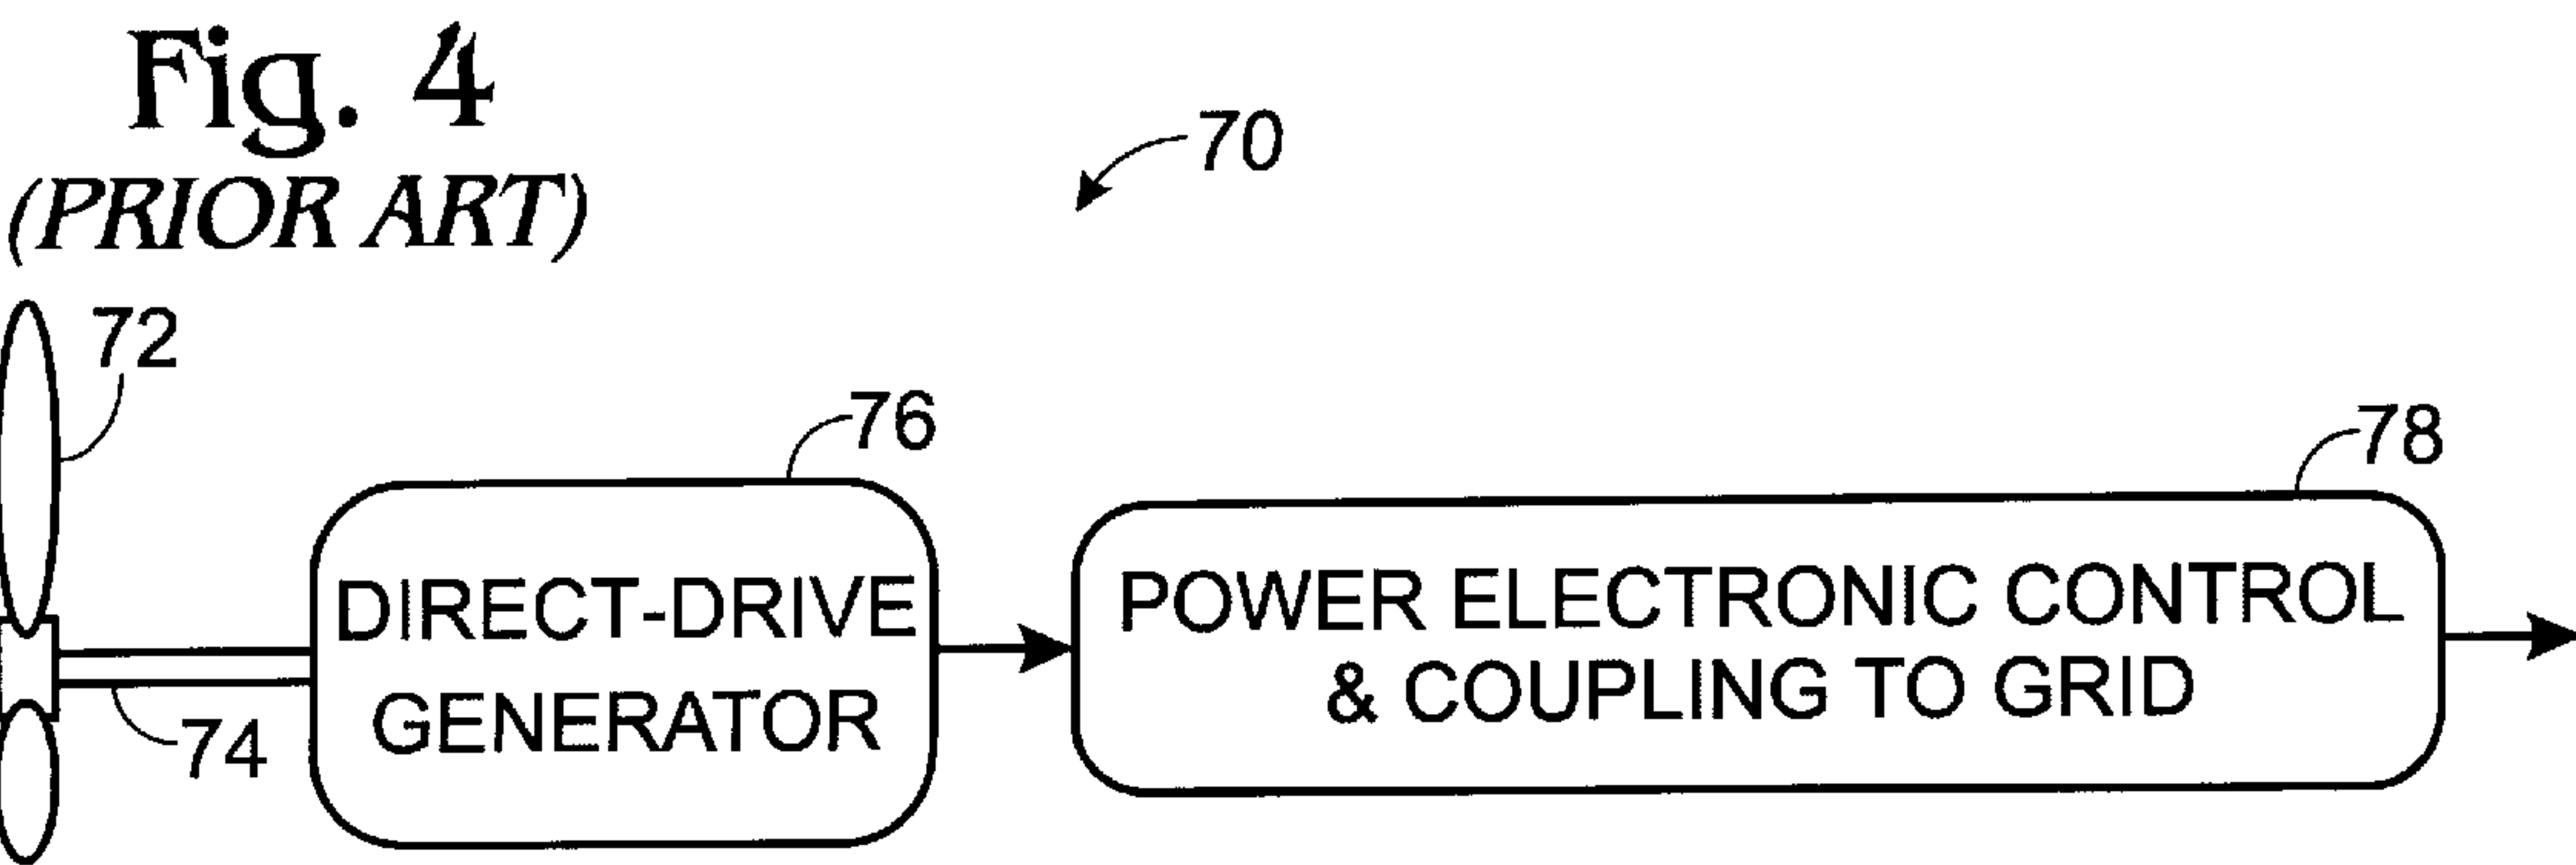 Fig. 4
(PRIOR ART)
70
72
76
78
DIRECT-DRIVE
GENERATOR
POWER ELECTRONIC CONTROL
& COUPLING TO GRID
74